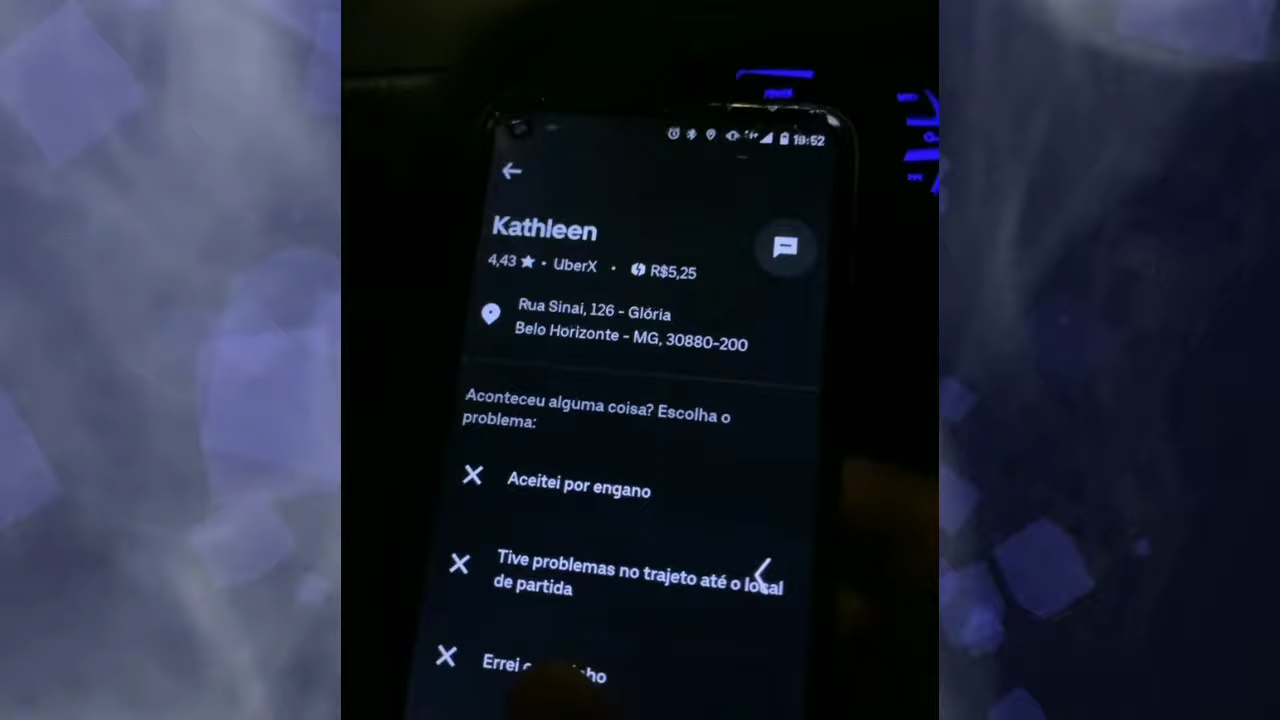 19:52
Kathleen
4,43 ★ • UberX • R$5,25
Rua Sinai, 126 - Glória
Belo Horizonte - MG, 30880-200
Aconteceu alguma coisa? Escolha o
problema:
Aceitei por engano
Tive problemas no trajeto até o local
de partida
Errei